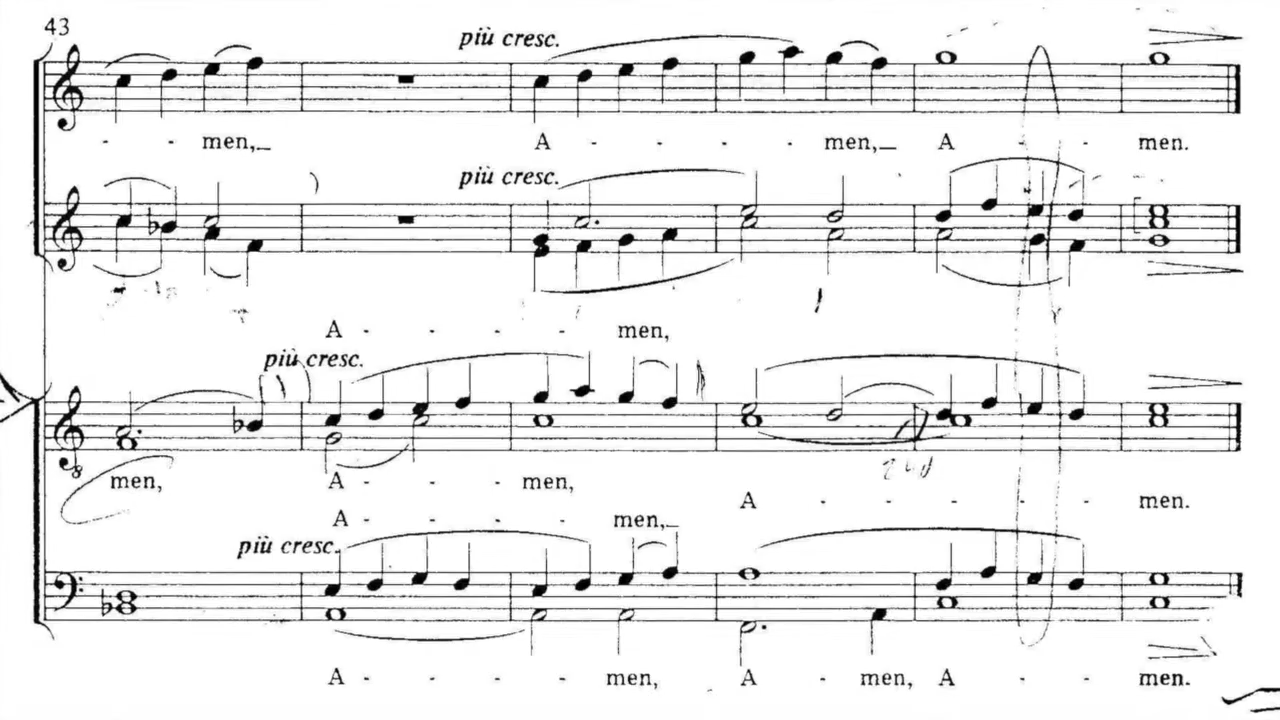 43
più cresc.
- - men,_ A - - - men,_ A - - men.
più cresc.
A - - - men,
più cresc.
men, A - - - men,
A - - - - - men.
A - - - - men,_
più cresc.
8
A - - - - men, A - men, A - - men.